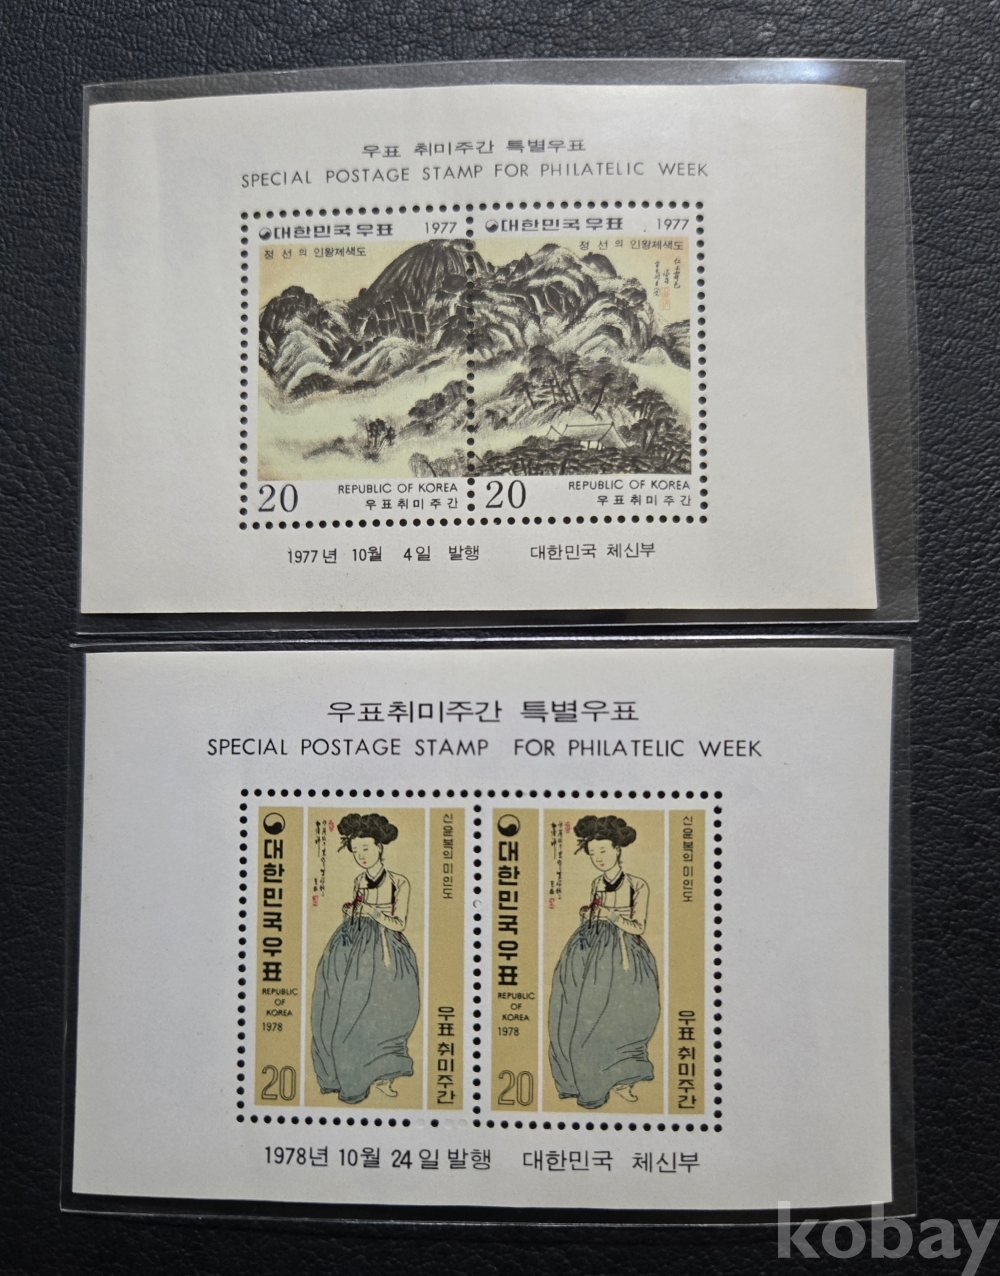 우표 취미주간 특별우표
SPECIAL POSTAGE STAMP FOR PHILATELIC WEEK
대한민국우표 1977
정선의 인왕제색도
20
REPUBLIC OF KOREA
우표취미주간
대한민국우표 1977
정선의 인왕제색도
20
REPUBLIC OF KOREA
우표취미주간
1977년 10월 4일 발행 대한민국 체신부
우표취미주간 특별우표
SPECIAL POSTAGE STAMP FOR PHILATELIC WEEK
대한민국우표
REPUBLIC
OF
KOREA
1978
20
신윤복의 미인도
우표취미주간
대한민국우표
REPUBLIC
OF
KOREA
1978
20
신윤복의 미인도
우표취미주간
1978년 10월 24일 발행 대한민국 체신부
kobay